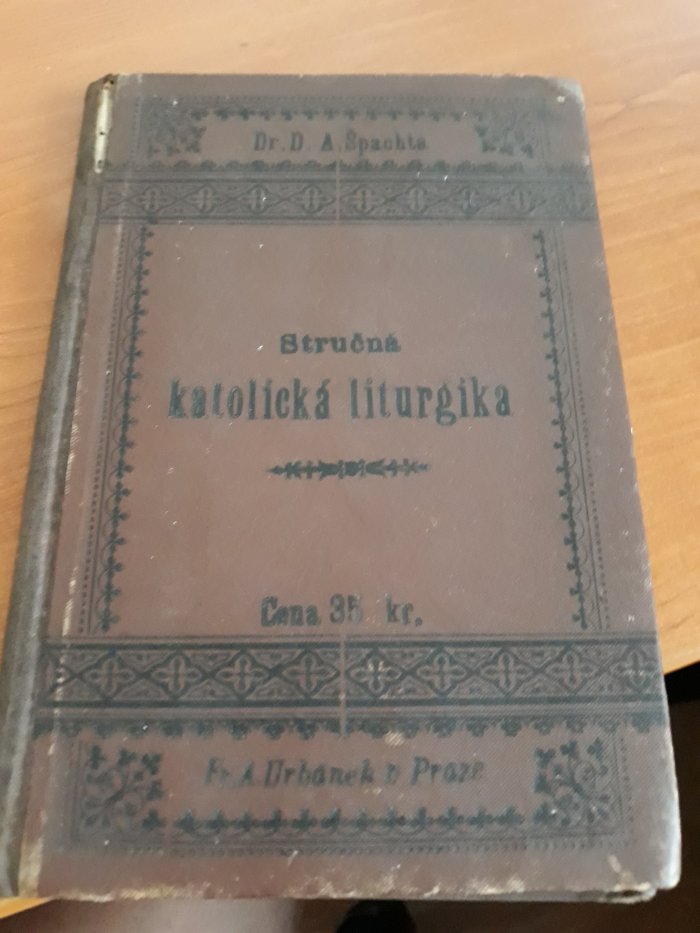 Dr. D. A. Špachta
Stručná
katolická liturgika
Cena 35 kr.
Fr. A. Urbánek v Praze